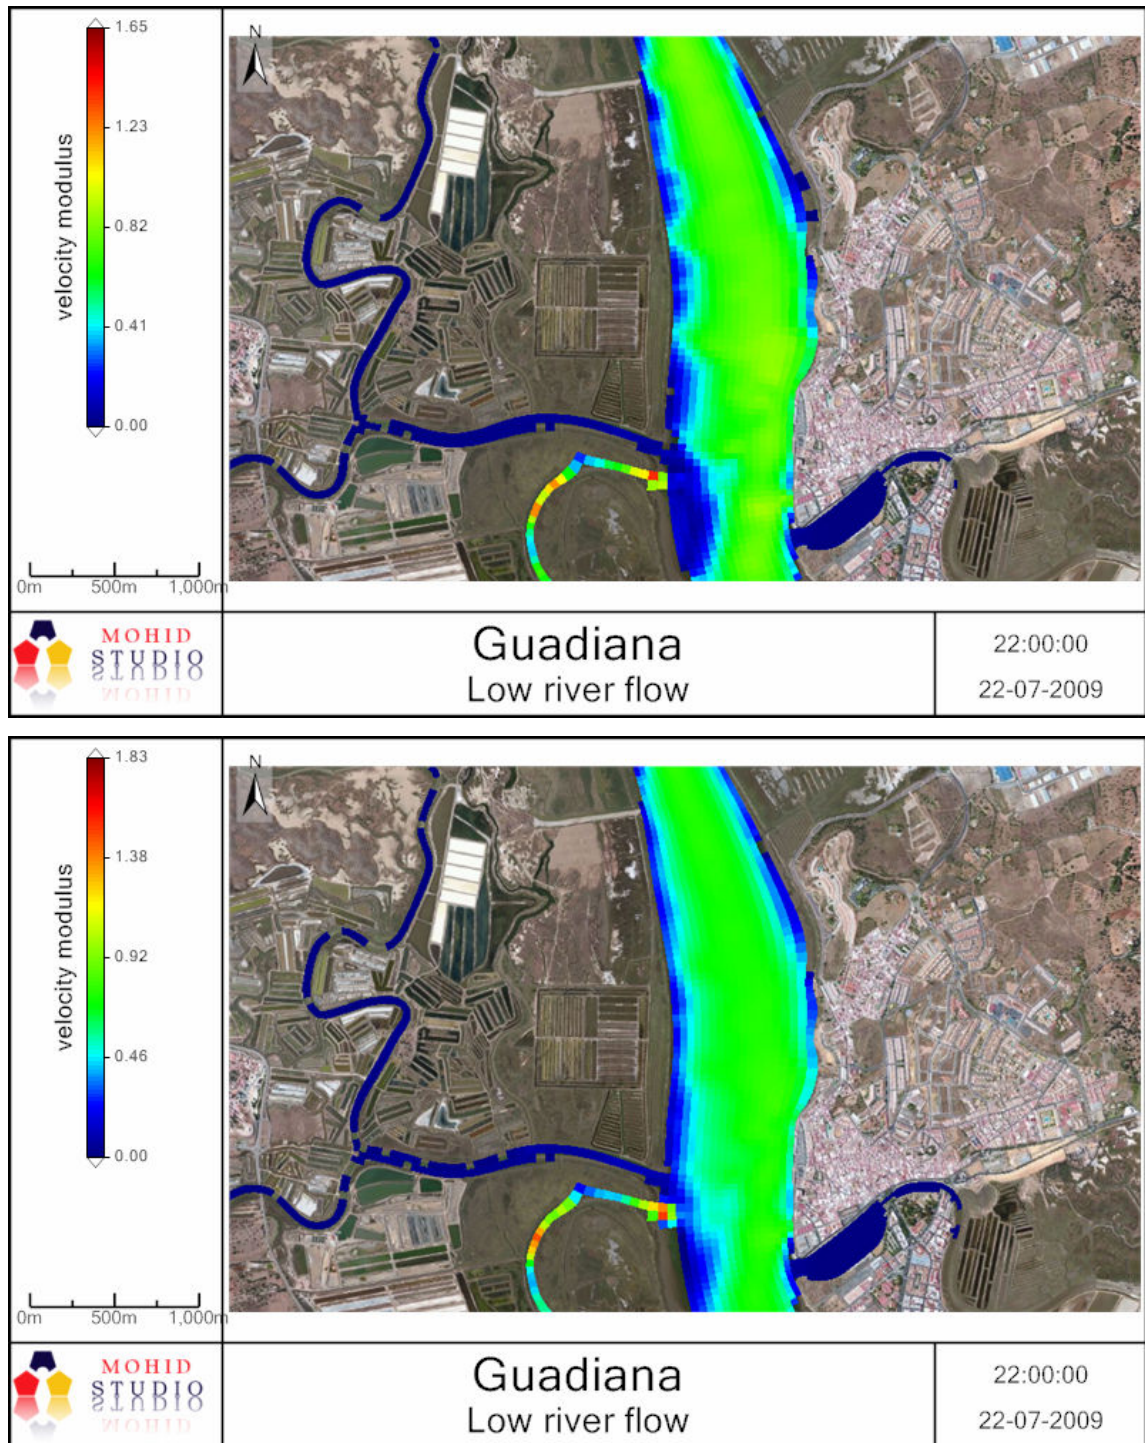 1.65
1.23
0.82
0.41
0.00
velocity modulus
N
0m 500m 1,000m
MOHID
STUDIO
Guadiana
Low river flow
22:00:00
22-07-2009
1.83
1.38
0.92
0.46
0.00
velocity modulus
N
0m 500m 1,000m
MOHID
STUDIO
Guadiana
Low river flow
22:00:00
22-07-2009